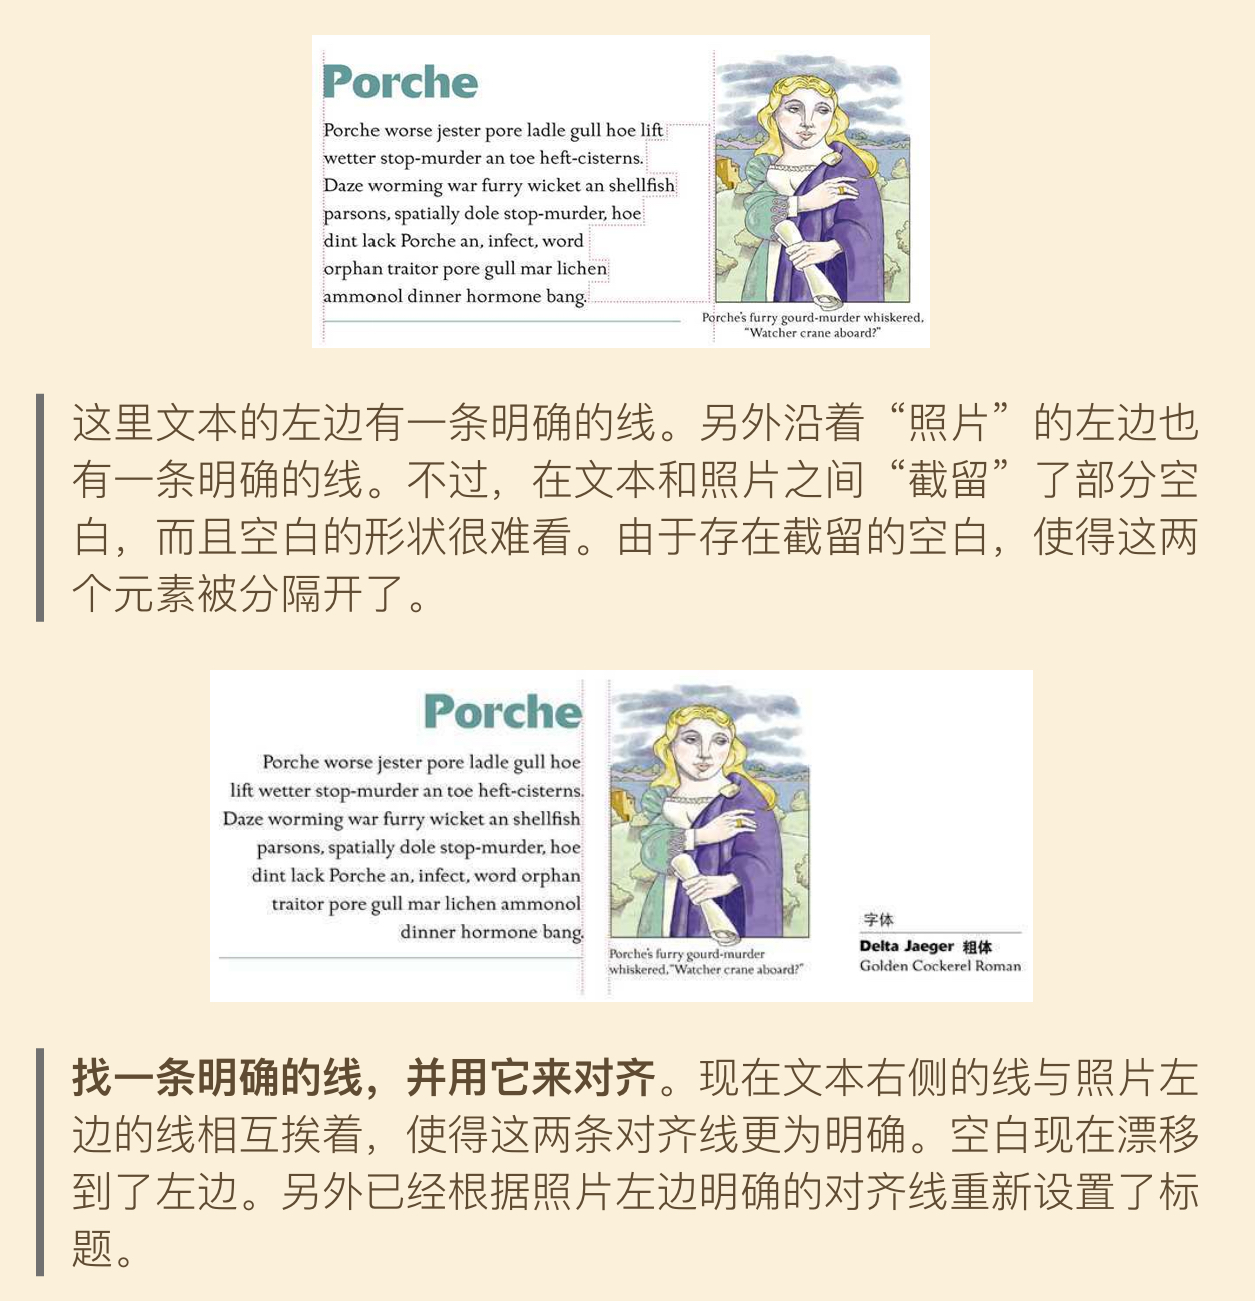 Porche
Porche worse jester pore ladle gull hoe lift
wetter stop-murder an toe heft-cisterns.
Daze worming war furry wicket an shellfish
parsons, spatially dole stop-murder, hoe
dint lack Porche an, infect, word
orphan traitor pore gull mar lichen
ammonol dinner hormone bang.
Porche's furry gourd-murder whiskered,
“Watcher crane aboard?”
这里文本的左边有一条明确的线。另外沿着“照片”的左边也
有一条明确的线。不过，在文本和照片之间“截留”了部分空
白，而且空白的形状很难看。由于存在截留的空白，使得这两
个元素被分隔开了。
Porche
Porche worse jester pore ladle gull hoe
lift wetter stop-murder an toe heft-cisterns.
Daze worming war furry wicket an shellfish
parsons, spatially dole stop-murder, hoe
dint lack Porche an, infect, word orphan
traitor pore gull mar lichen ammonol
dinner hormone bang.
Porche's furry gourd-murder
whiskered, “Watcher crane aboard?”
字体
Delta Jaeger 粗体
Golden Cockerel Roman
找一条明确的线，并用它来对齐。现在文本右侧的线与照片左
边的线相互挨着，使得这两条对齐线更为明确。空白现在漂移
到了左边。另外已经根据照片左边明确的对齐线重新设置了标
题。